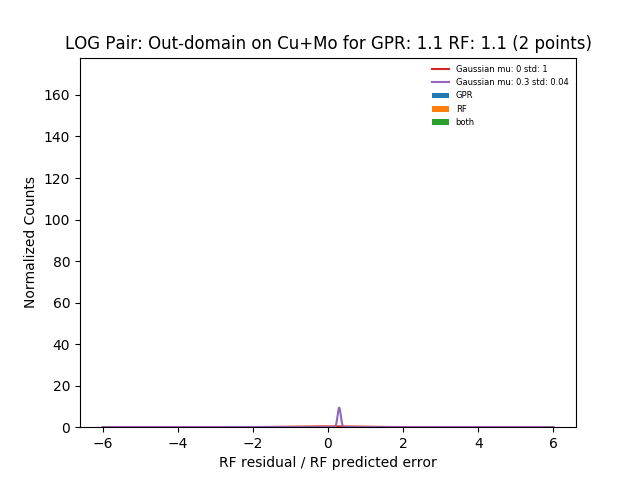 LOG Pair: Out-domain on Cu+Mo for GPR: 1.1 RF: 1.1 (2 points)
Gaussian mu: 0 std: 1
Gaussian mu: 0.3 std: 0.04
GPR
RF
both
Normalized Counts
160
140
120
100
80
60
40
20
0
−6 −4 −2 0 2 4 6
RF residual / RF predicted error